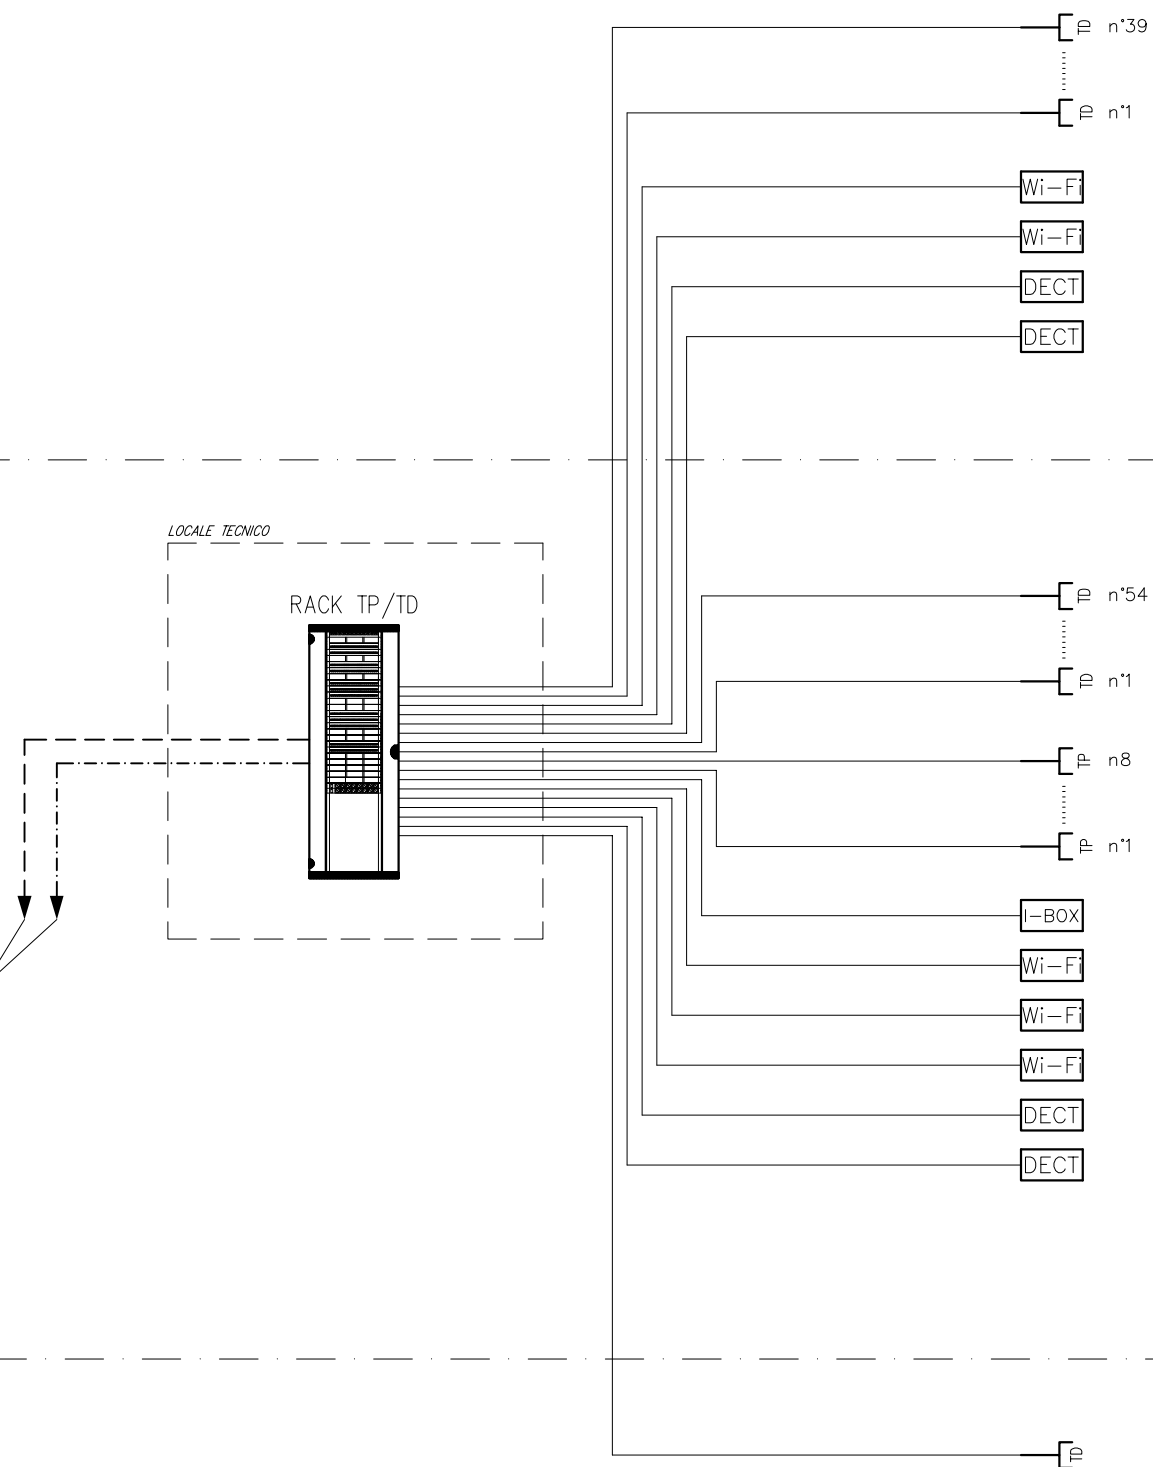 TD n°39
TD n°1
Wi-Fi
Wi-Fi
DECT
DECT
LOCALE TECNICO
RACK TP/TD
TD n°54
TD n°1
TP n8
TP n°1
I-BOX
Wi-Fi
Wi-Fi
Wi-Fi
DECT
DECT
TD